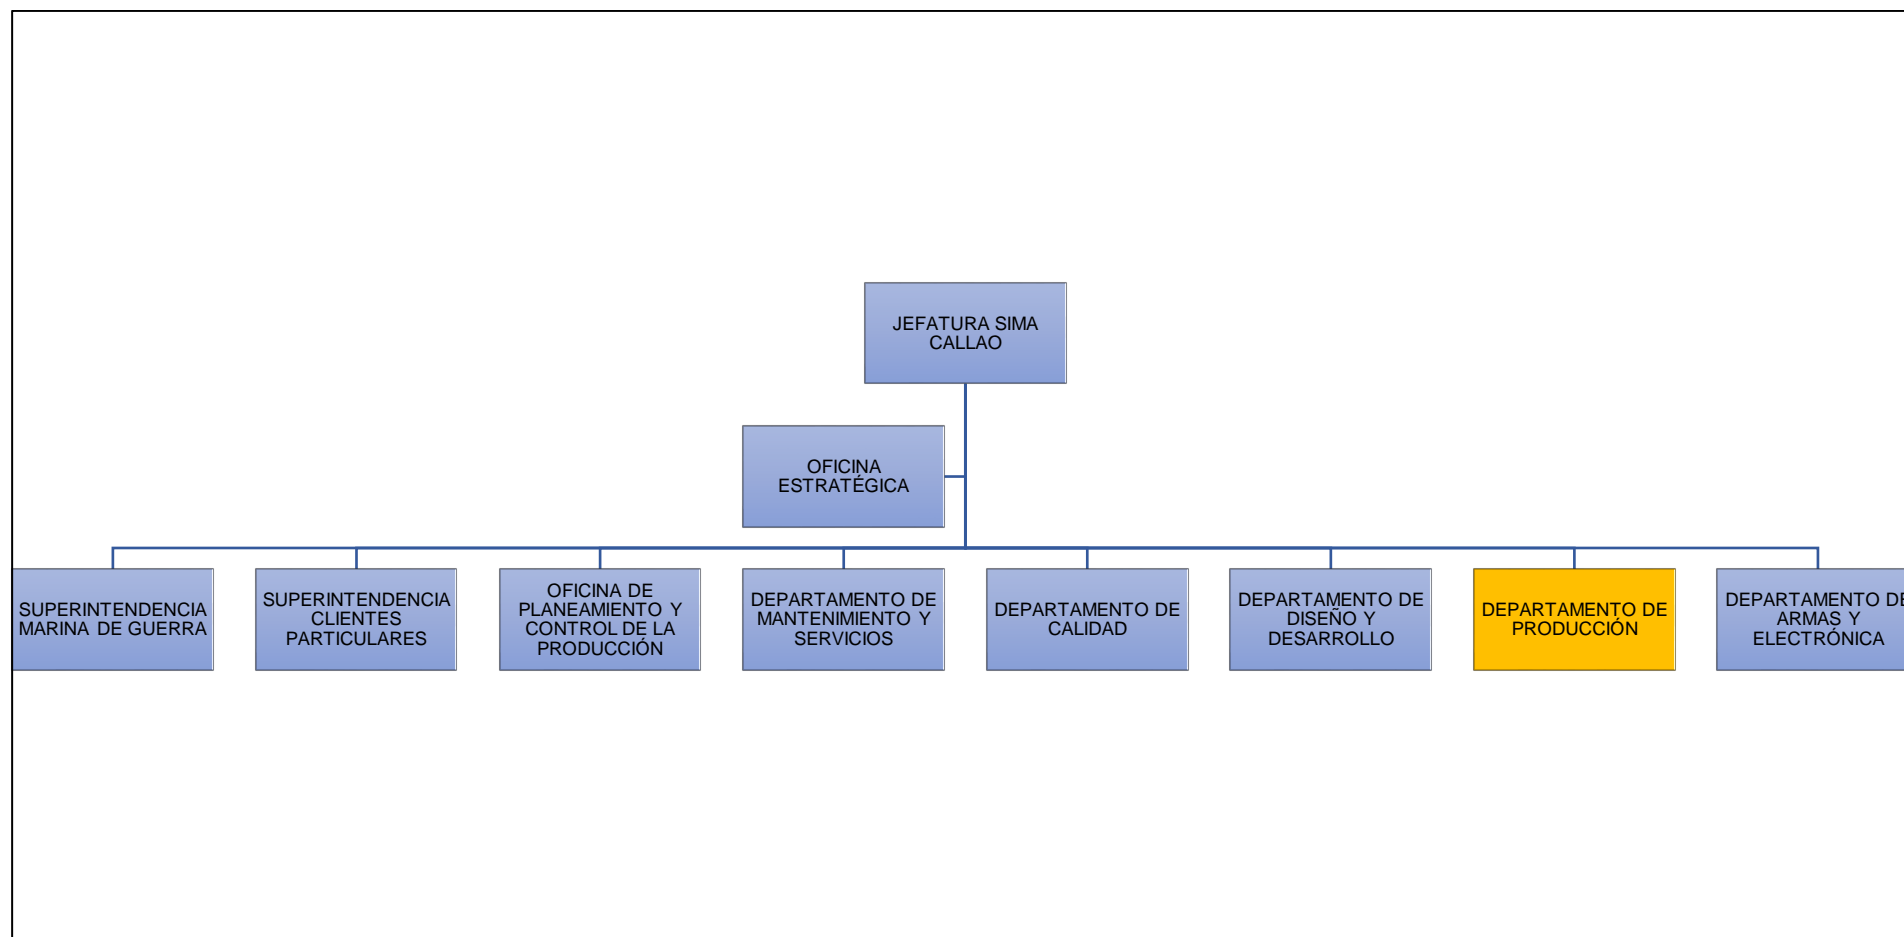 JEFATURA SIMA
CALLAO
OFICINA
ESTRATÉGICA
SUPERINTENDENCIA
MARINA DE GUERRA
SUPERINTENDENCIA
CLIENTES
PARTICULARES
OFICINA DE
PLANEAMIENTO Y
CONTROL DE LA
PRODUCCIÓN
DEPARTAMENTO DE
MANTENIMIENTO Y
SERVICIOS
DEPARTAMENTO DE
CALIDAD
DEPARTAMENTO DE
DISEÑO Y
DESARROLLO
DEPARTAMENTO DE
PRODUCCIÓN
DEPARTAMENTO DE
ARMAS Y
ELECTRÓNICA